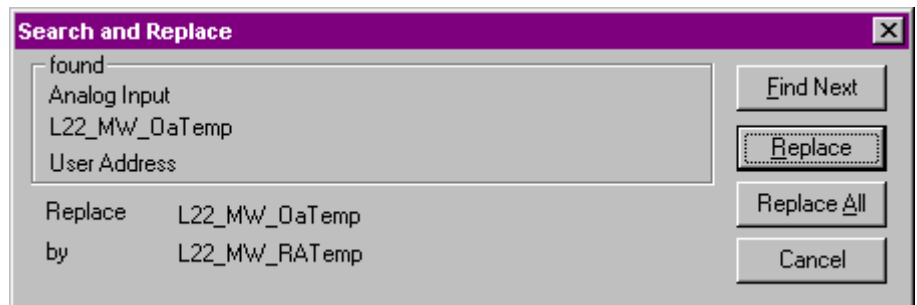 Search and Replace
found
Analog Input
L22_MW_OaTemp
User Address
Replace L22_MW_OaTemp
by L22_MW_RATemp
Find Next
Replace
Replace All
Cancel